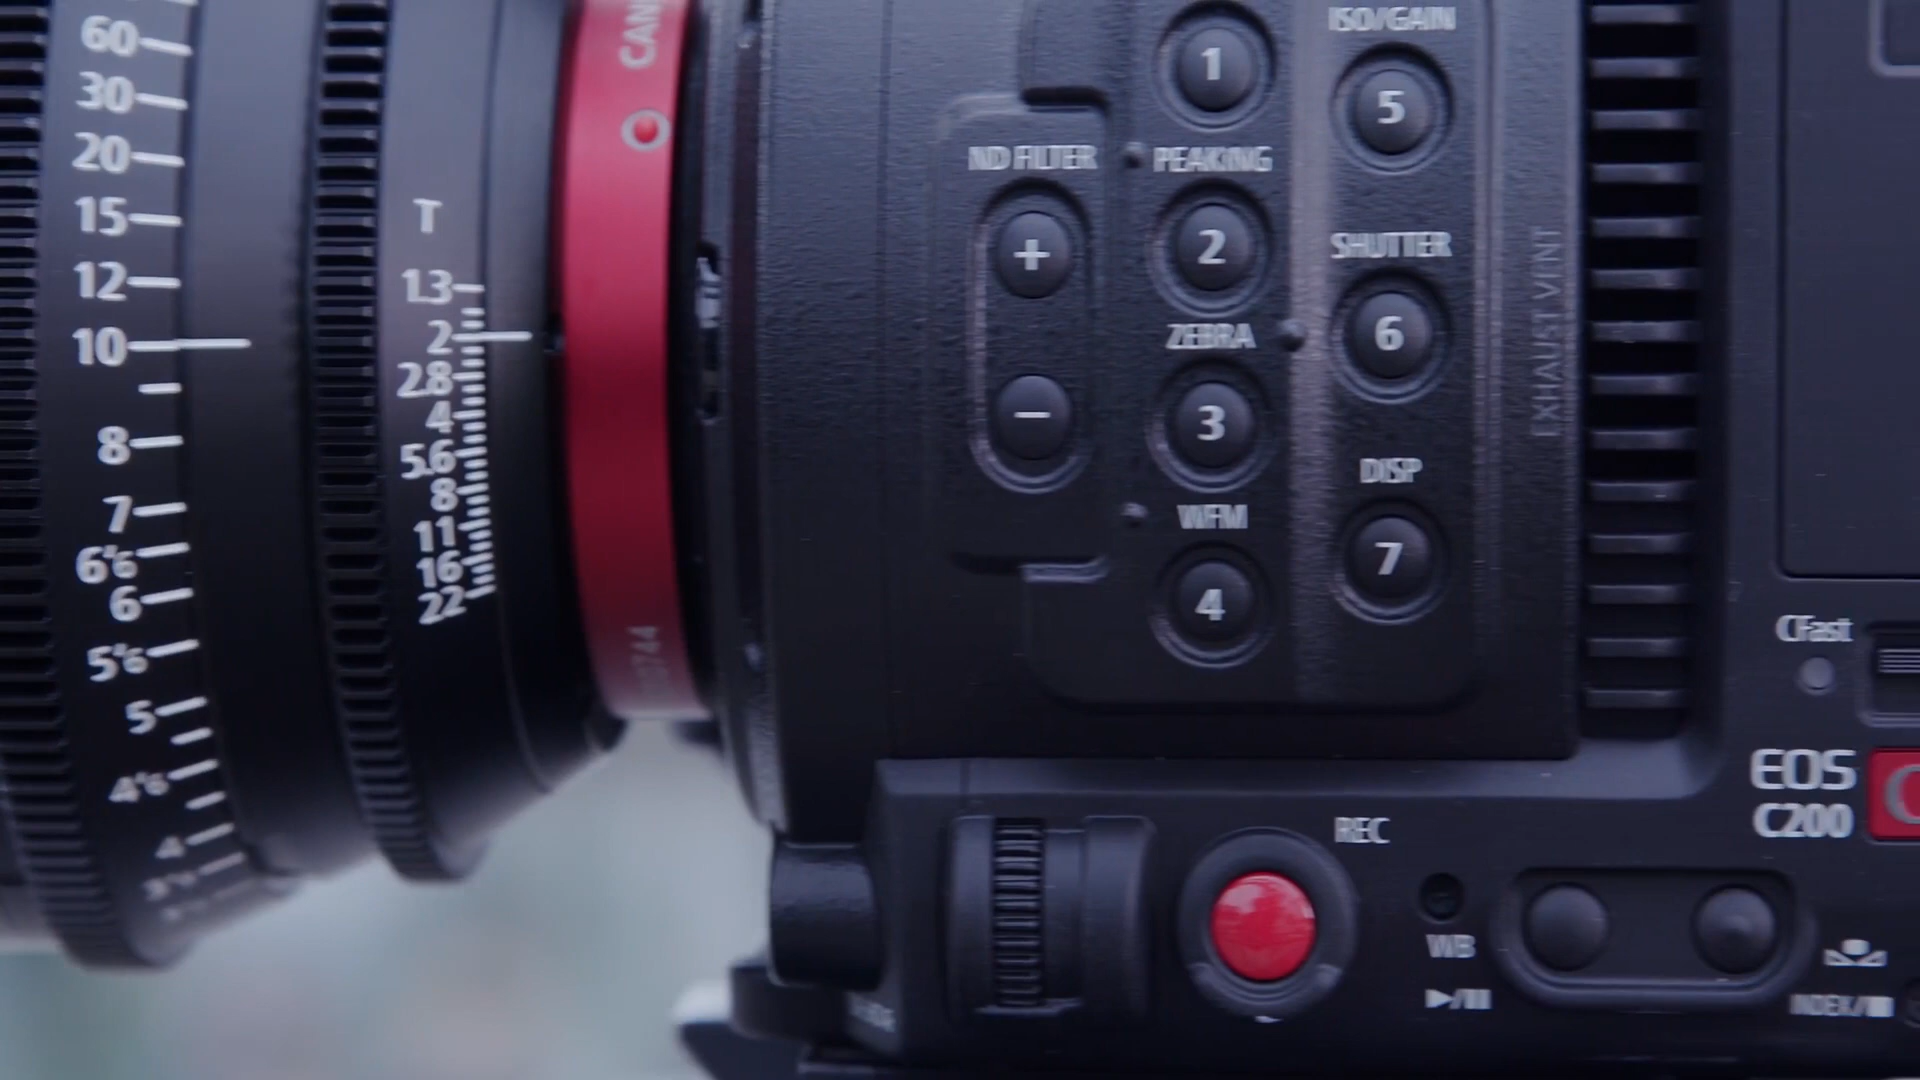 60
30
20
15
12
10
8
7
6'6
6
5'6
5
4'6
4
T
1.3
2
2.8
4
5.6
8
11
16
22
CAN
ND FILTER
+
−
1
PEAKING
2
ZEBRA
3
WFM
4
ISO/GAIN
5
SHUTTER
6
DISP
7
EXHAUST VENT
CFast
EOS
C200
REC
WB
INDEX/